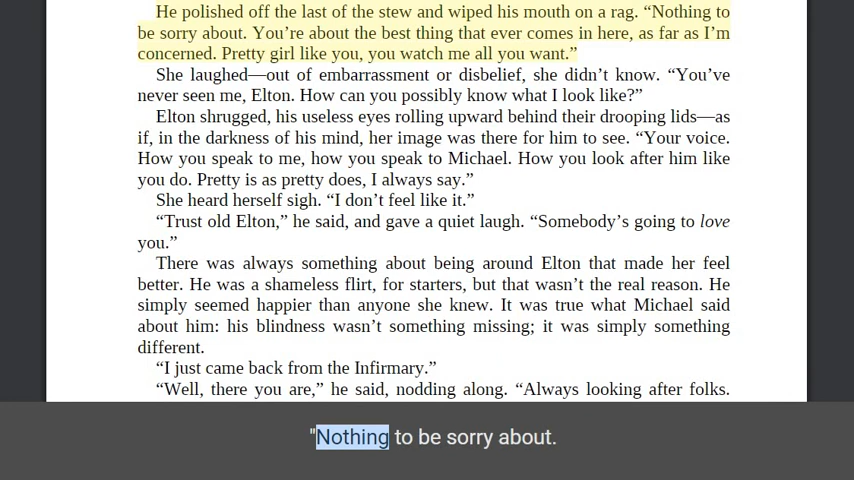 He polished off the last of the stew and wiped his mouth on a rag. “Nothing to
be sorry about. You’re about the best thing that ever comes in here, as far as I’m
concerned. Pretty girl like you, you watch me all you want.”
She laughed—out of embarrassment or disbelief, she didn’t know. “You’ve
never seen me, Elton. How can you possibly know what I look like?”
Elton shrugged, his useless eyes rolling upward behind their drooping lids—as
if, in the darkness of his mind, her image was there for him to see. “Your voice.
How you speak to me, how you speak to Michael. How you look after him like
you do. Pretty is as pretty does, I always say.”
She heard herself sigh. “I don’t feel like it.”
“Trust old Elton,” he said, and gave a quiet laugh. “Somebody’s going to love
you.”
There was always something about being around Elton that made her feel
better. He was a shameless flirt, for starters, but that wasn’t the real reason. He
simply seemed happier than anyone she knew. It was true what Michael said
about him: his blindness wasn’t something missing; it was simply something
different.
“I just came back from the Infirmary.”
“Well, there you are,” he said, nodding along. “Always looking after folks.
"Nothing to be sorry about.